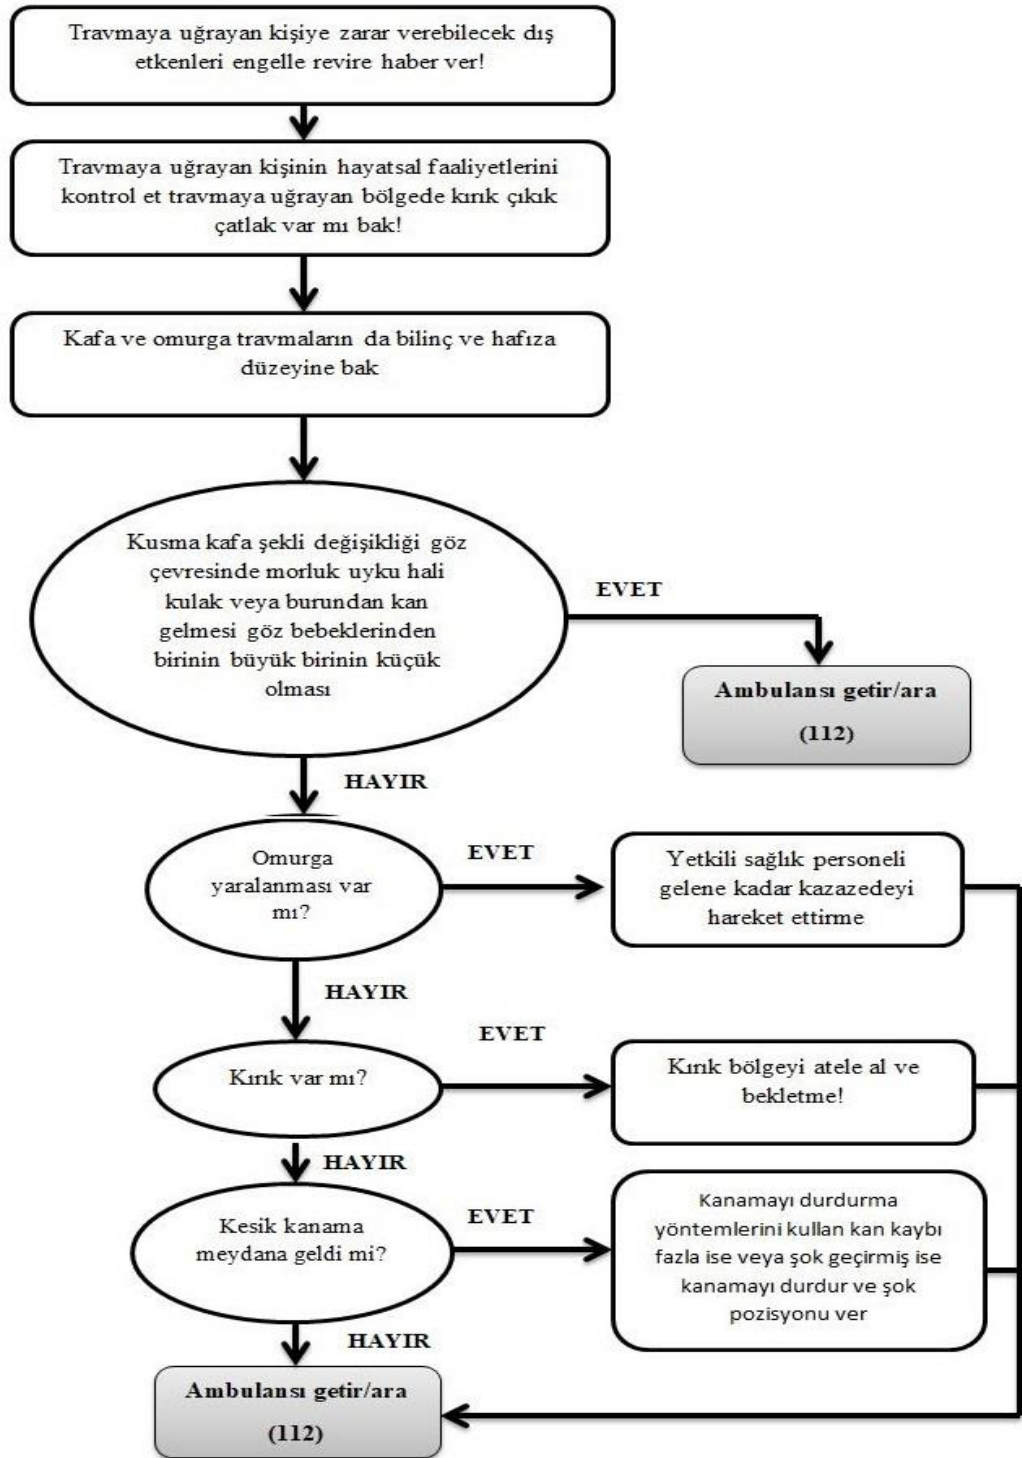 Travmaya uğrayan kişiye zarar verebilecek dış
etkenleri engelle revire haber ver!
Travmaya uğrayan kişinin hayatsal faaliyetlerini
kontrol et travmaya uğrayan bölgede kırık çıkık
çatlak var mı bak!
Kafa ve omurga travmaların da bilinç ve hafıza
düzeyine bak
Kusma kafa şekli değişikliği göz
çevresinde morluk uyku hali
kulak veya burundan kan
gelmesi göz bebeklerinden
birinin büyük birinin küçük
olması
EVET
Ambulansı getir/ara
(112)
HAYIR
Omurga
yaralanması var
mı?
EVET
Yetkili sağlık personeli
gelene kadar kazazedeyi
hareket ettirme
HAYIR
Kırık var mı?
EVET
Kırık bölgeyi atele al ve
bekletme!
HAYIR
Kesik kanama
meydana geldi mi?
EVET
Kanamayı durdurma
yöntemlerini kullan kan kaybı
fazla ise veya şok geçirmiş ise
kanamayı durdur ve şok
pozisyonu ver
HAYIR
Ambulansı getir/ara
(112)